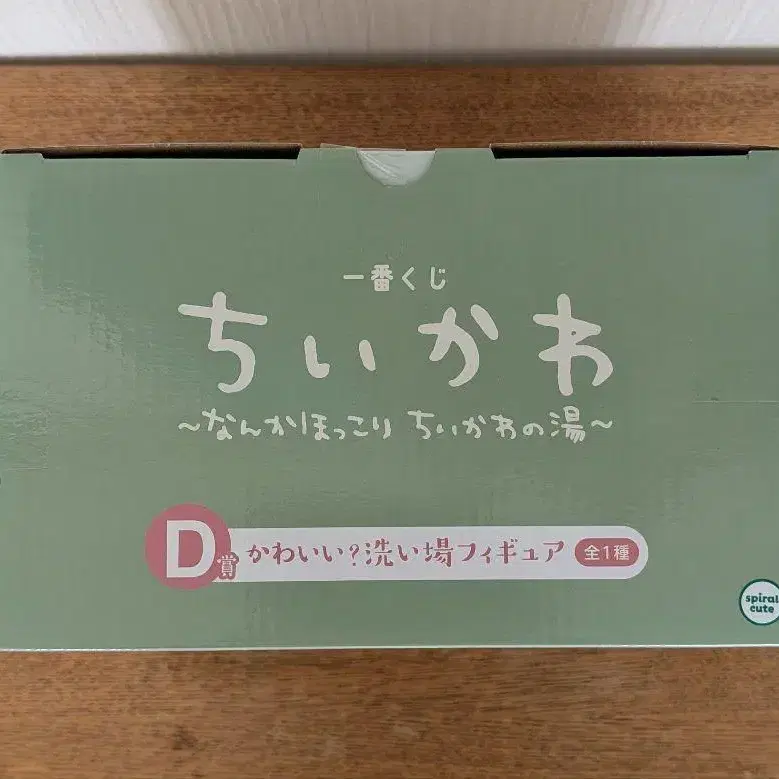 一番くじ
ちいかわ
～なんかほっこり ちいかわの湯～
D賞 かわいい?洗い場フィギュア 全1種
spiral
cute